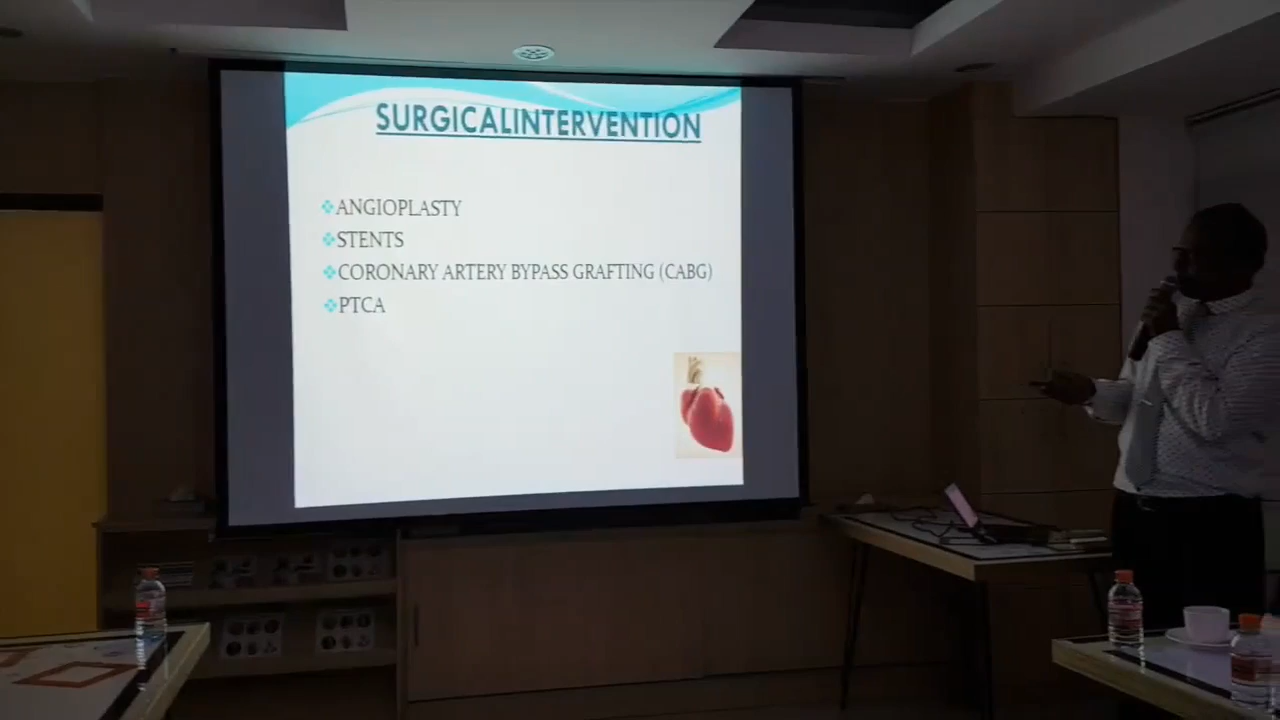 SURGICALINTERVENTION
ANGIOPLASTY
STENTS
CORONARY ARTERY BYPASS GRAFTING (CABG)
PTCA